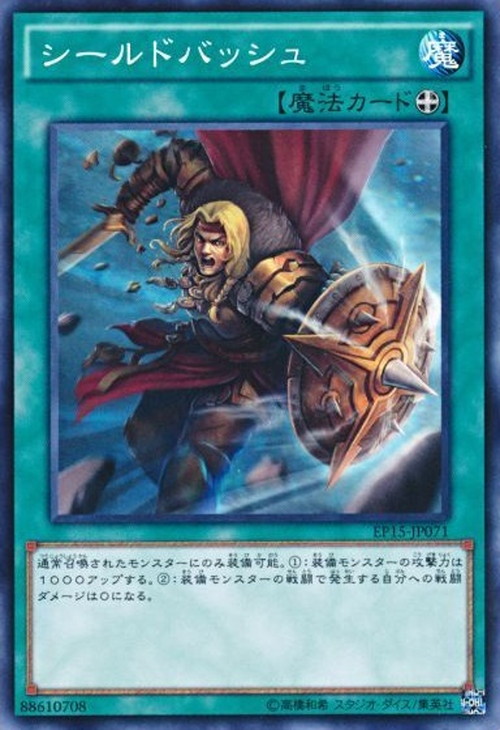 シールドバッシュ
魔
【魔法カード】
EP15-JP071
通常召喚されたモンスターにのみ装備可能。①:装備モンスターの攻撃力は
1000アップする。②:装備モンスターの戦闘で発生する自分への戦闘
ダメージは0になる。
88610708
©高橋和希 スタジオ・ダイス/集英社